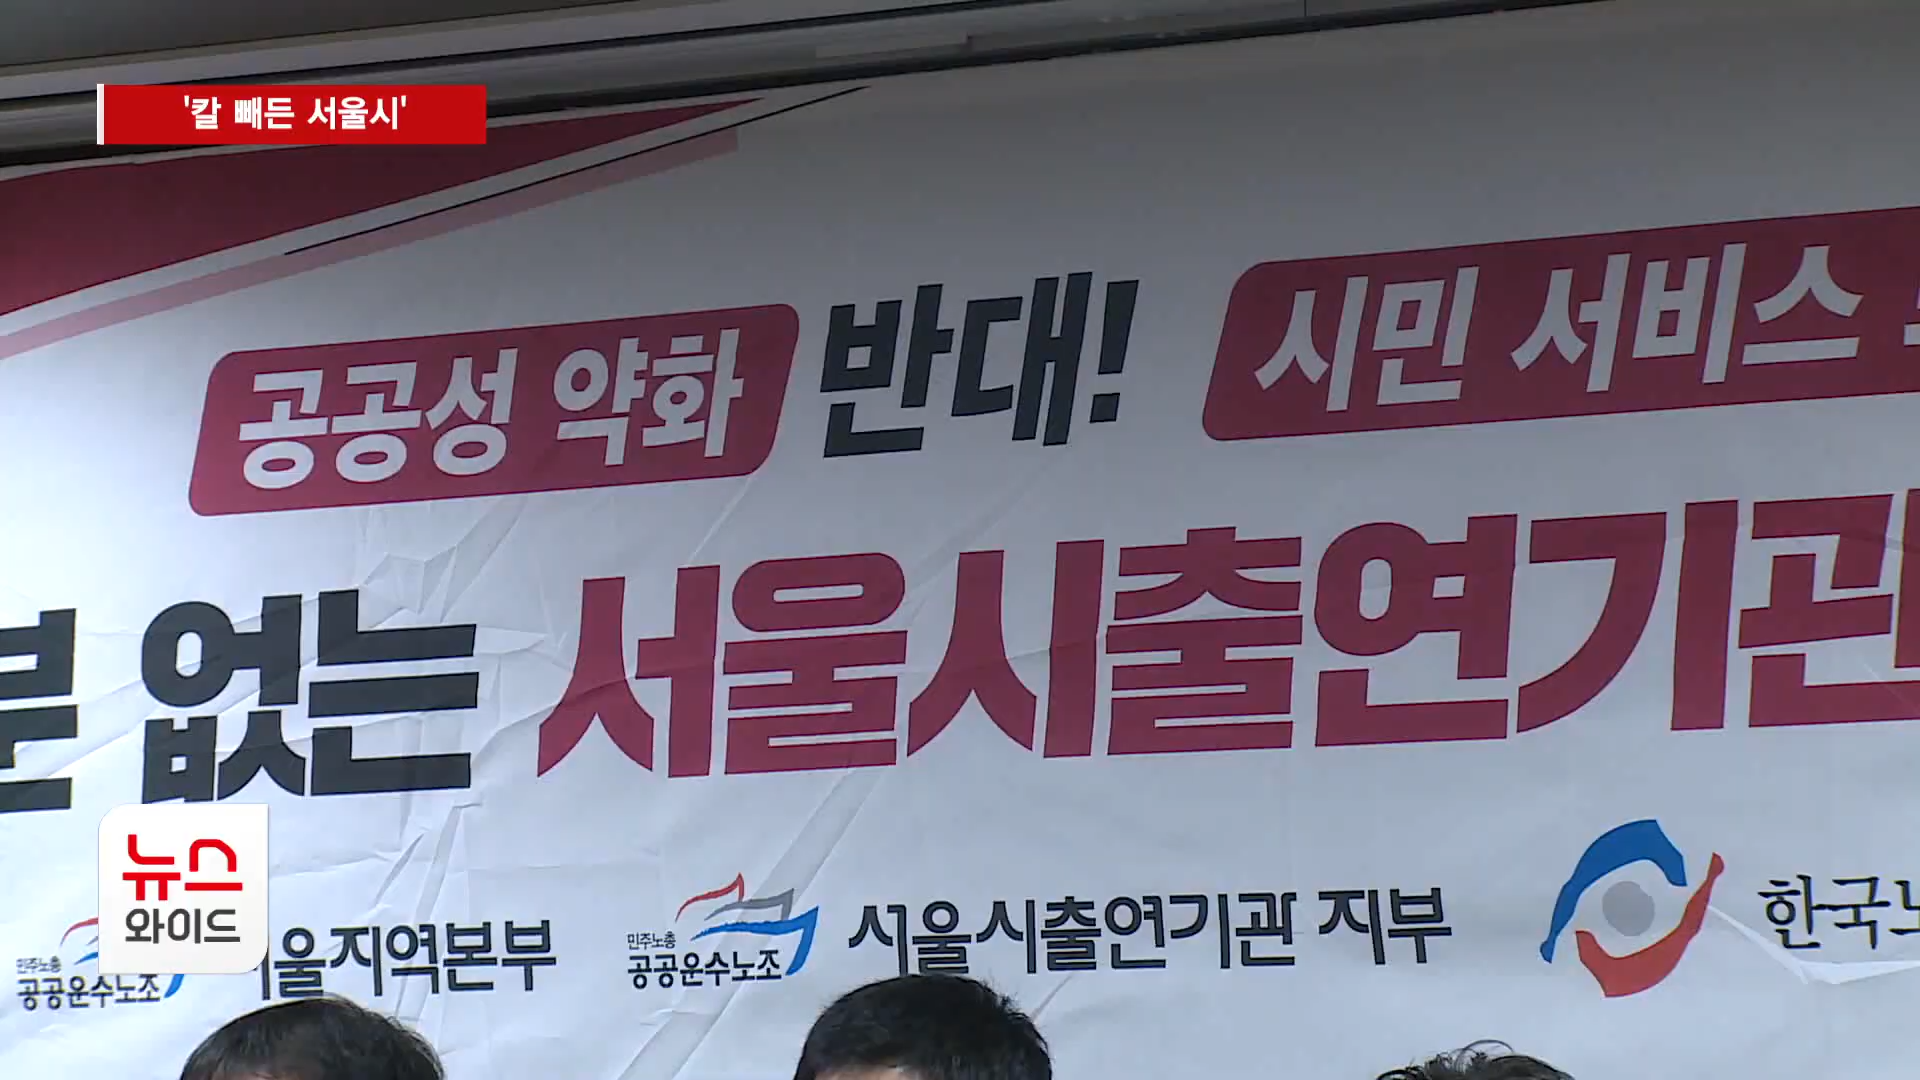 '칼 빼든 서울시'
공공성 약화 반대! 시민 서비스
없는 서울시출연기관
뉴스
와이드
민주노총
공공운수노조 서울지역본부
민주노총
공공운수노조 서울시출연기관 지부
한국노